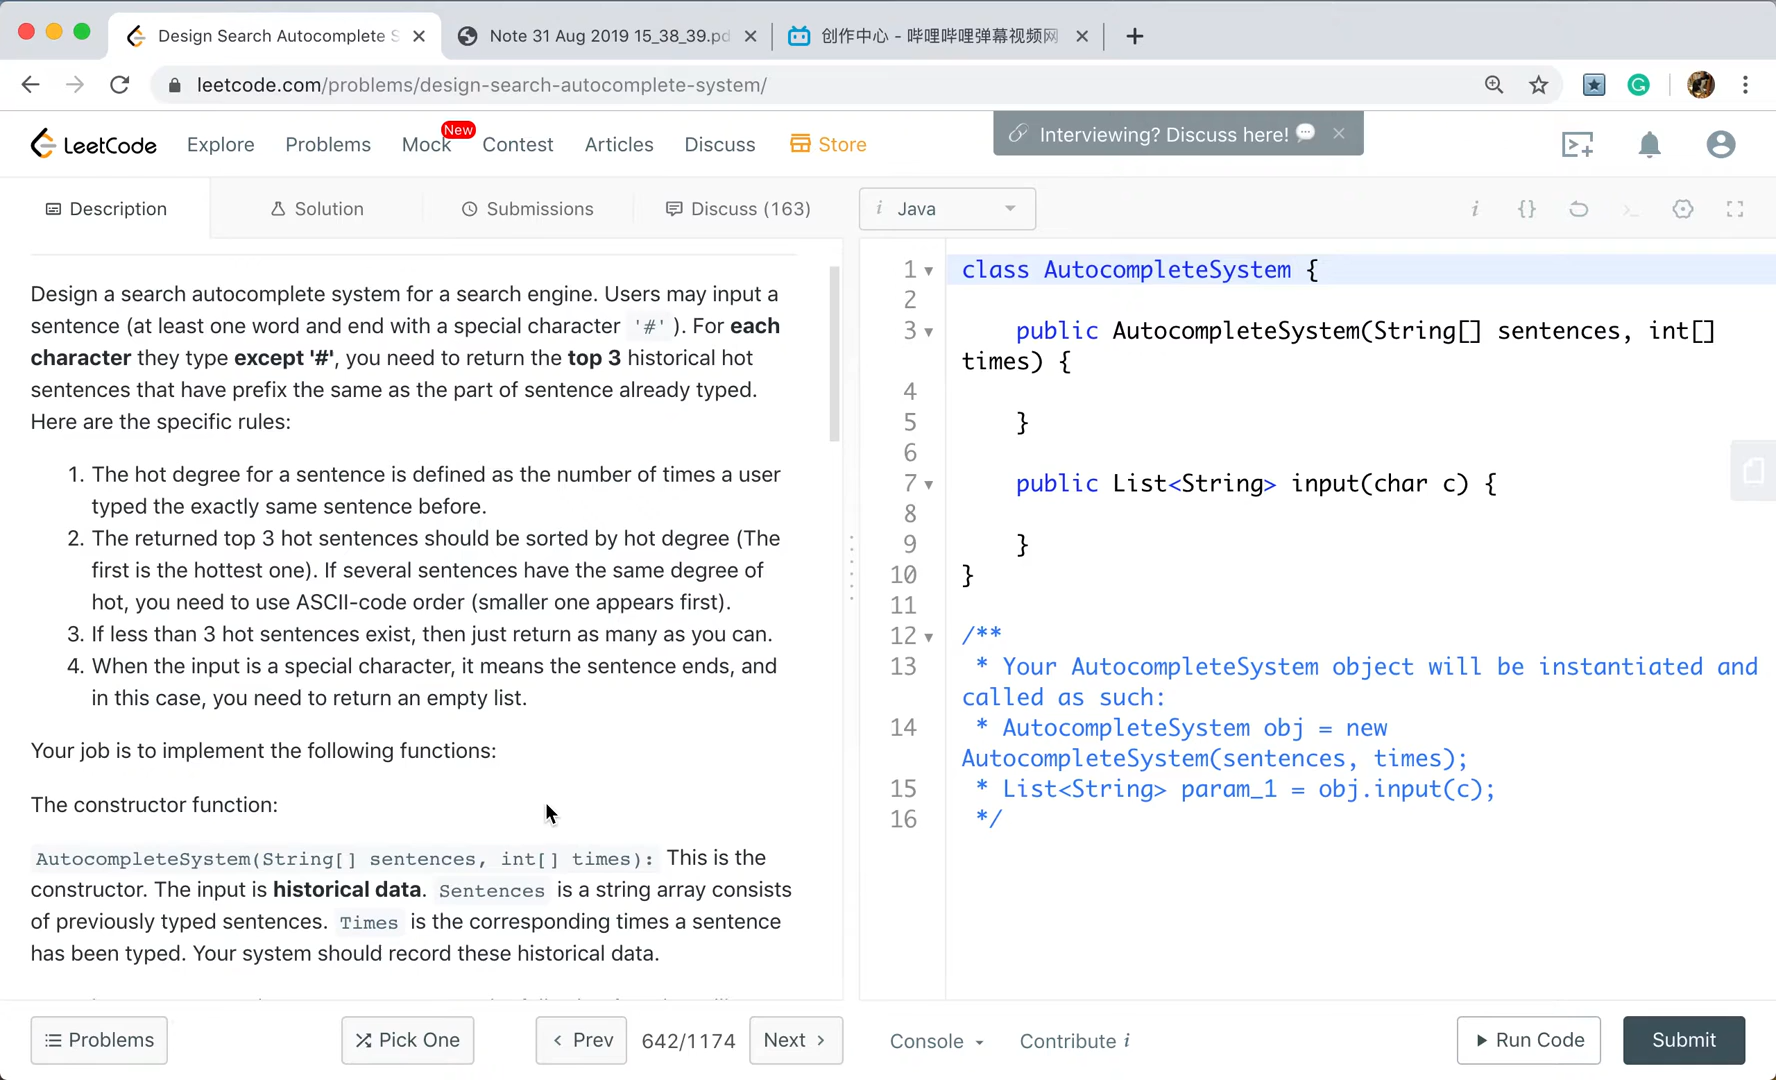 Design Search Autocomplete S
Note 31 Aug 2019 15_38_39.pd
创作中心 - 哔哩哔哩弹幕视频网
leetcode.com/problems/design-search-autocomplete-system/
LeetCode
Explore
Problems
Mock
New
Contest
Articles
Discuss
Store
Interviewing? Discuss here!
Description
Solution
Submissions
Discuss (163)
i Java
Design a search autocomplete system for a search engine. Users may input a
sentence (at least one word and end with a special character '#' ). For each
character they type except '#', you need to return the top 3 historical hot
sentences that have prefix the same as the part of sentence already typed.
Here are the specific rules:
1. The hot degree for a sentence is defined as the number of times a user
typed the exactly same sentence before.
2. The returned top 3 hot sentences should be sorted by hot degree (The
first is the hottest one). If several sentences have the same degree of
hot, you need to use ASCII-code order (smaller one appears first).
3. If less than 3 hot sentences exist, then just return as many as you can.
4. When the input is a special character, it means the sentence ends, and
in this case, you need to return an empty list.
Your job is to implement the following functions:
The constructor function:
AutocompleteSystem(String[] sentences, int[] times): This is the
constructor. The input is historical data. Sentences is a string array consists
of previously typed sentences. Times is the corresponding times a sentence
has been typed. Your system should record these historical data.
1 class AutocompleteSystem {
2
3 public AutocompleteSystem(String[] sentences, int[]
times) {
4
5 }
6
7 public List<String> input(char c) {
8
9 }
10 }
11
12 /**
13 * Your AutocompleteSystem object will be instantiated and
called as such:
14 * AutocompleteSystem obj = new
AutocompleteSystem(sentences, times);
15 * List<String> param_1 = obj.input(c);
16 */
Problems
Pick One
Prev
642/1174
Next
Console
Contribute i
Run Code
Submit